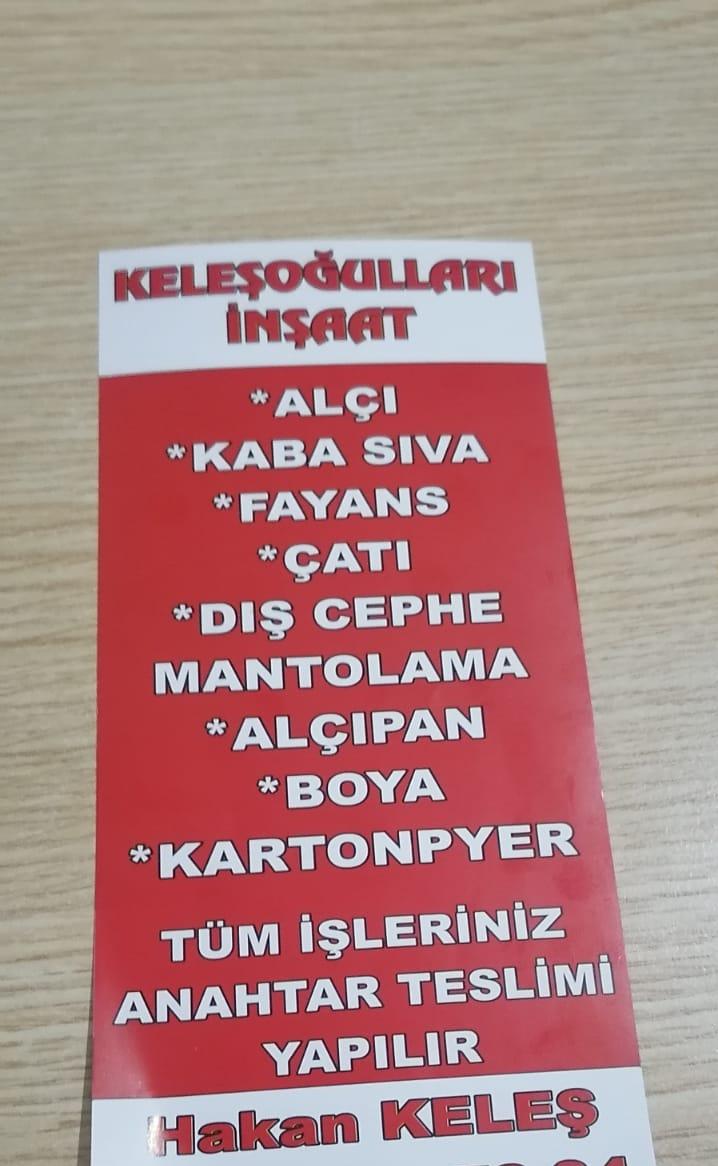 KELEŞOĞULLARI
İNŞAAT
*ALÇI
*KABA SIVA
*FAYANS
*ÇATI
*DIŞ CEPHE
MANTOLAMA
*ALÇIPAN
*BOYA
*KARTONPYER
TÜM İŞLERİNİZ
ANAHTAR TESLİMİ
YAPILIR
Hakan KELEŞ